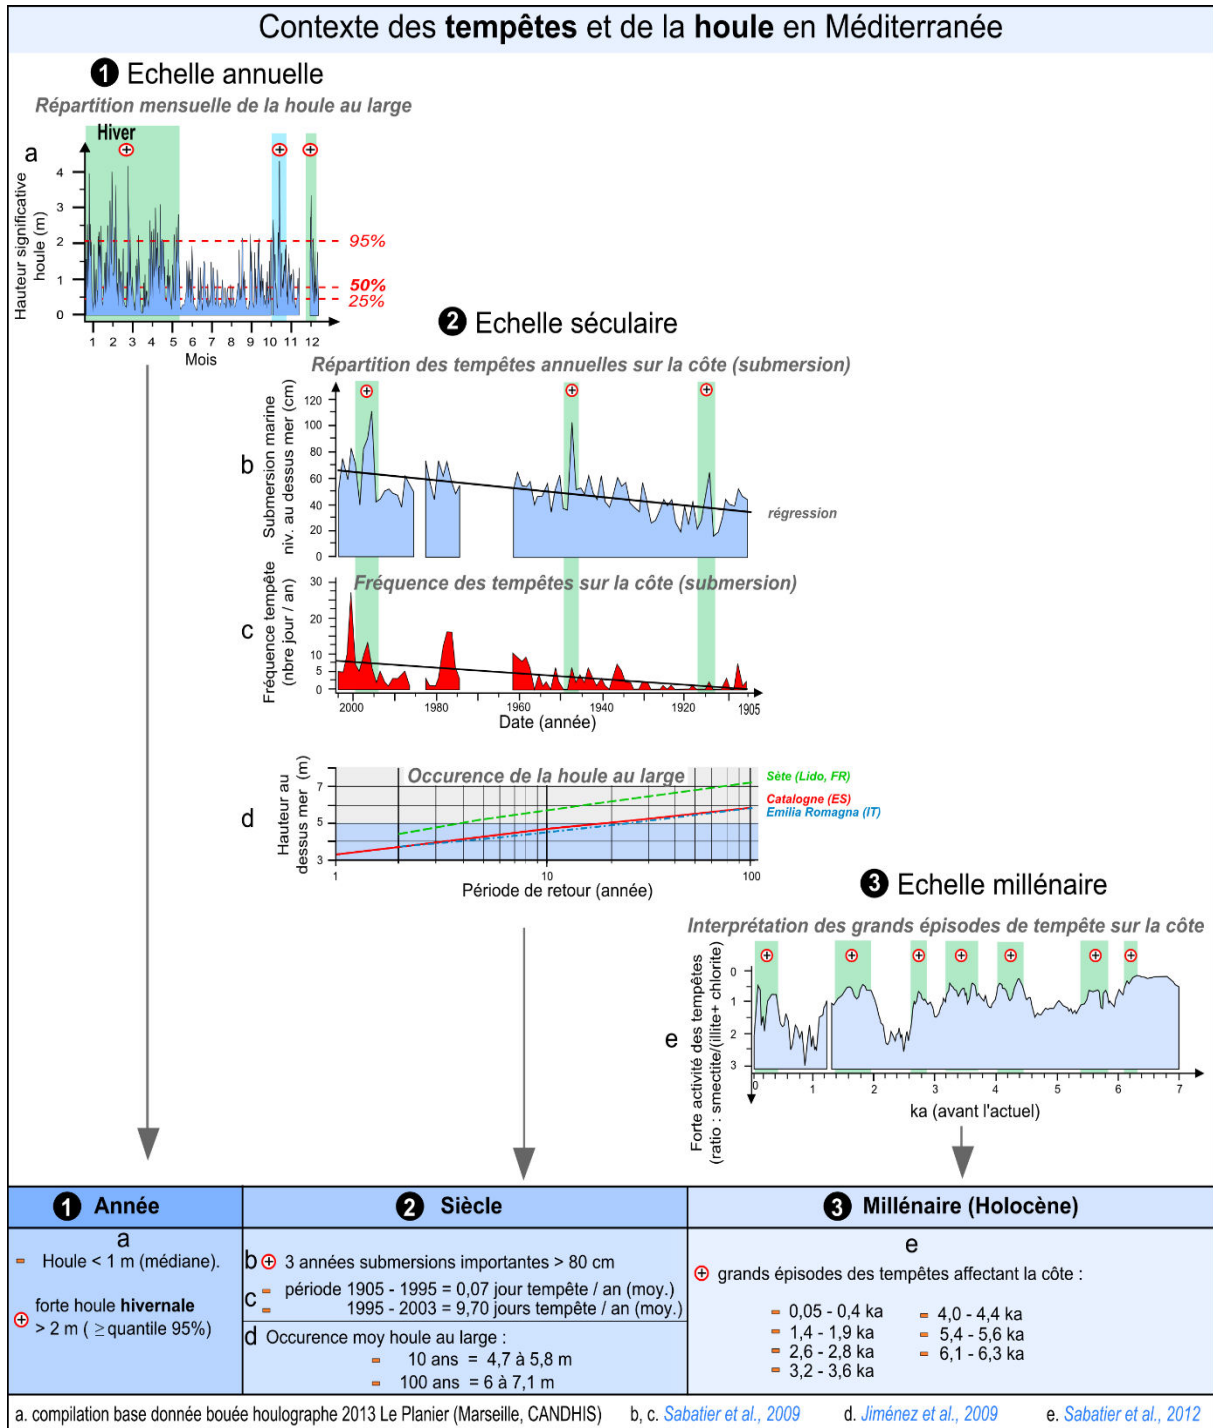 Contexte des tempêtes et de la houle en Méditerranée
1 Echelle annuelle
Répartition mensuelle de la houle au large
a
Hiver
Hauteur significative
houle (m)
4
3
2
1
0
95%
50%
25%
1 2 3 4 5 6 7 8 9 10 11 12
Mois
2 Echelle séculaire
Répartition des tempêtes annuelles sur la côte (submersion)
b
Submersion marine
niv. au dessus mer (cm)
120
100
80
60
40
20
0
régression
Fréquence des tempêtes sur la côte (submersion)
c
Fréquence tempête
(nbre jour / an)
30
20
10
5
0
2000 1980 1960 1940 1920 1905
Date (année)
Occurence de la houle au large
d
Hauteur au
dessus mer (m)
7
5
3
1 10 100
Période de retour (année)
Sète (Lido, FR)
Catalogne (ES)
Emilia Romagna (IT)
3 Echelle millénaire
Interprétation des grands épisodes de tempête sur la côte
e
Forte activité des tempêtes
(ratio : smectite/(illite+ chlorite)
0
1
2
3
0 1 2 3 4 5 6 7
ka (avant l'actuel)
1 Année
a
Houle < 1 m (médiane).
forte houle hivernale
> 2 m ( ≥ quantile 95%)
2 Siècle
b 3 années submersions importantes > 80 cm
c période 1905 - 1995 = 0,07 jour tempête / an (moy.)
1995 - 2003 = 9,70 jours tempête / an (moy.)
d Occurence moy houle au large :
10 ans = 4,7 à 5,8 m
100 ans = 6 à 7,1 m
3 Millénaire (Holocène)
e
grands épisodes des tempêtes affectant la côte :
0,05 - 0,4 ka
1,4 - 1,9 ka
2,6 - 2,8 ka
3,2 - 3,6 ka
4,0 - 4,4 ka
5,4 - 5,6 ka
6,1 - 6,3 ka
a. compilation base donnée bouée houlographe 2013 Le Planier (Marseille, CANDHIS) b, c. Sabatier et al., 2009 d. Jiménez et al., 2009 e. Sabatier et al., 2012